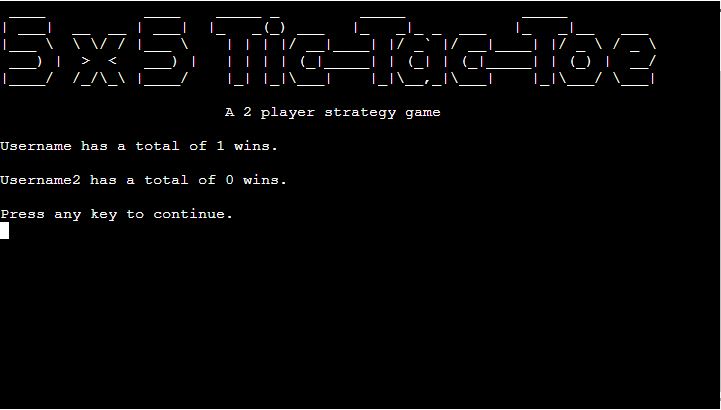 5x5 Tic-Tac-Toe
A 2 player strategy game
Username has a total of 1 wins.
Username2 has a total of 0 wins.
Press any key to continue.